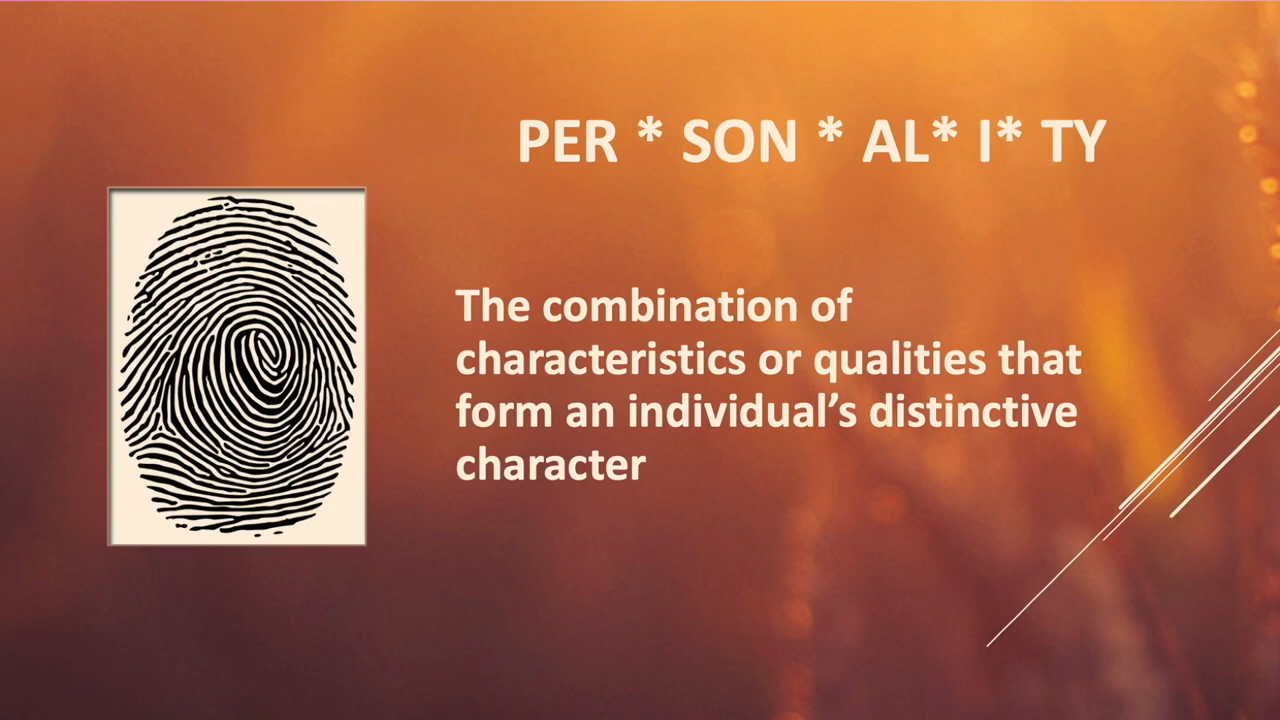 PER * SON * AL* I* TY
The combination of
characteristics or qualities that
form an individual’s distinctive
character